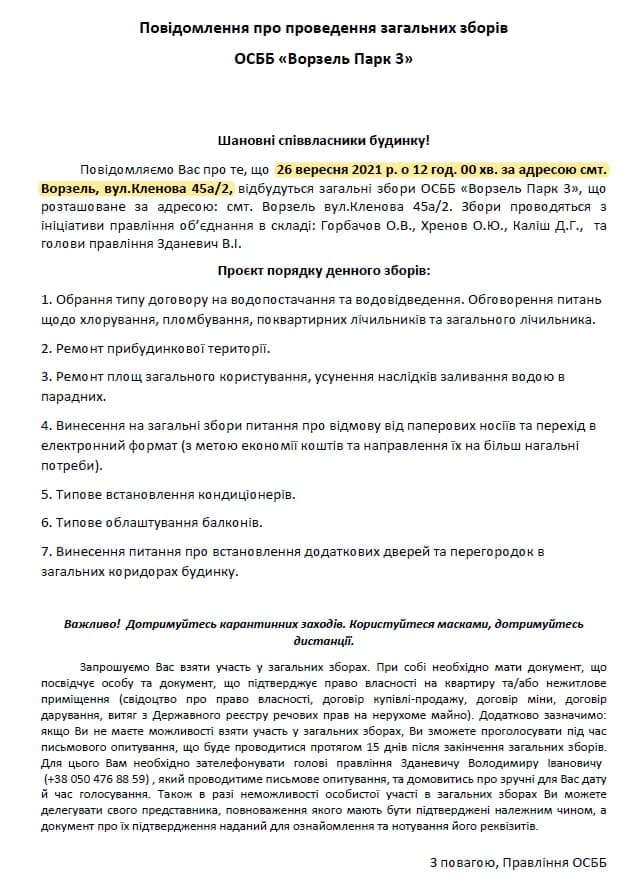 Повідомлення про проведення загальних зборів
ОСББ «Ворзель Парк 3»
Шановні співвласники будинку!
Повідомляємо Вас про те, що 26 вересня 2021 р. о 12 год. 00 хв. за адресою смт.
Ворзель, вул.Кленова 45а/2, відбудуться загальні збори ОСББ «Ворзель Парк 3», що
розташоване за адресою: смт. Ворзель вул.Кленова 45а/2. Збори проводяться з
ініціативи правління об’єднання в складі: Горбачов О.В., Хренов О.Ю., Каліш Д.Г., та
голови правління Зданевич В.І.
Проєкт порядку денного зборів:
1. Обрання типу договору на водопостачання та водовідведення. Обговорення питань
щодо хлорування, пломбування, поквартирних лічильників та загального лічильника.
2. Ремонт прибудинкової території.
3. Ремонт площ загального користування, усунення наслідків заливання водою в
парадних.
4. Винесення на загальні збори питання про відмову від паперових носіїв та перехід в
електронний формат (з метою економії коштів та направлення їх на більш нагальні
потреби).
5. Типове встановлення кондиціонерів.
6. Типове облаштування балконів.
7. Винесення питання про встановлення додаткових дверей та перегородок в
загальних коридорах будинку.
Важливо! Дотримуйтесь карантинних заходів. Користуйтеся масками, дотримуйтесь
дистанції.
Запрошуємо Вас взяти участь у загальних зборах. При собі необхідно мати документ, що
посвідчує особу та документ, що підтверджує право власності на квартиру та/або нежитлове
приміщення (свідоцтво про право власності, договір купівлі-продажу, договір міни, договір
дарування, витяг з Державного реєстру речових прав на нерухоме майно). Додатково зазначимо:
якщо Ви не маєте можливості взяти участь у загальних зборах, Ви зможете проголосувати під час
письмового опитування, що буде проводитися протягом 15 днів після закінчення загальних зборів.
Для цього Вам необхідно зателефонувати голові правління Зданевичу Володимиру Івановичу
(+38 050 476 88 59) , який проводитиме письмове опитування, та домовитись про зручні для Вас дату
й час голосування. Також в разі неможливості особистої участі в загальних зборах Ви можете
делегувати свого представника, повноваження якого мають бути підтверджені належним чином, а
документ про їх підтвердження наданий для ознайомлення та нотування його реквізитів.
З повагою, Правління ОСББ